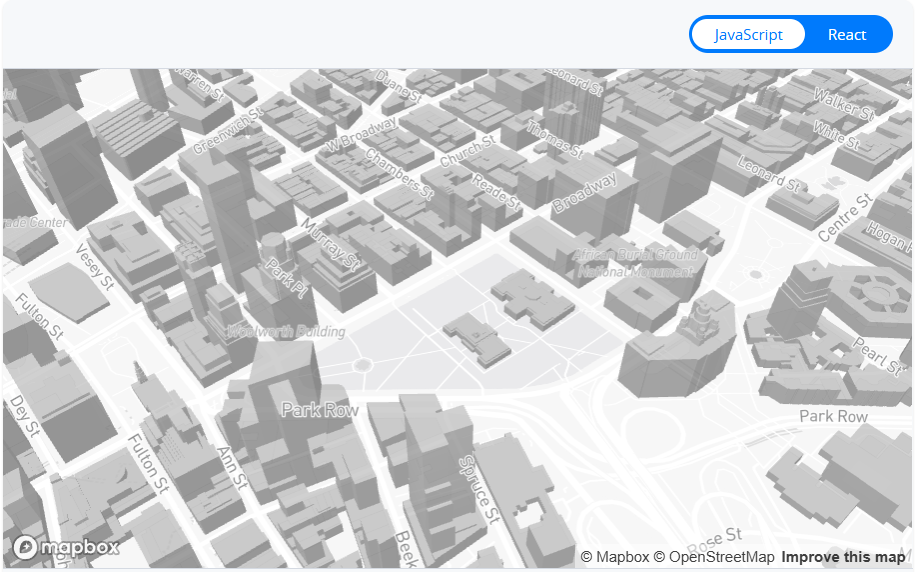 JavaScript React
Warren St
Duane St
Leonard St
Walker St
Greenwich St
W Broadway
Church St
Thomas St
White St
Chambers St
Reade St
Leonard St
Broadway
Centre St
Murray St
Hogan
Vesey St
African Burial Ground
National Monument
Park Pl
Fulton St
Woolworth Building
Pearl St
Park Row
Park Row
Dey St
Fulton St
Ann St
Spruce St
Beek
Rose St
mapbox
© Mapbox © OpenStreetMap Improve this map